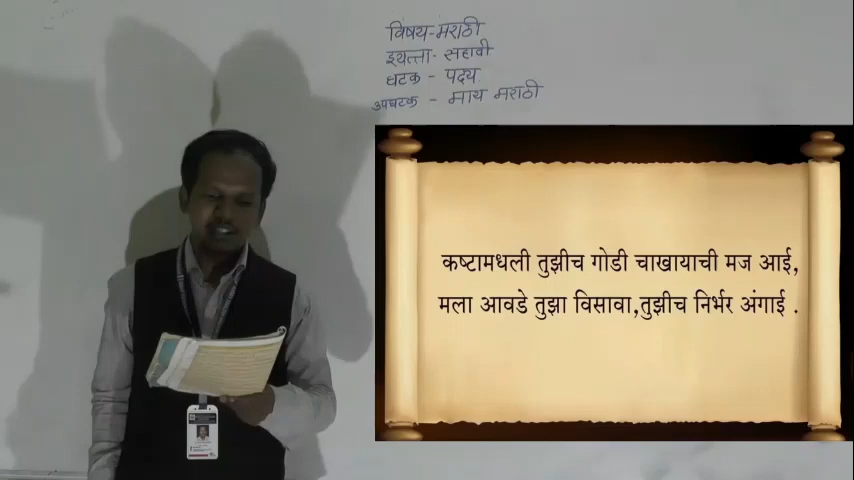 विषय-मराठी
इयत्ता- सहावी
घटक - पद्य
उपघटक - माय मराठी
कष्टामधली तुझीच गोडी चाखायाची मज आई,
मला आवडे तुझा विसावा,तुझीच निर्भर अंगाई .